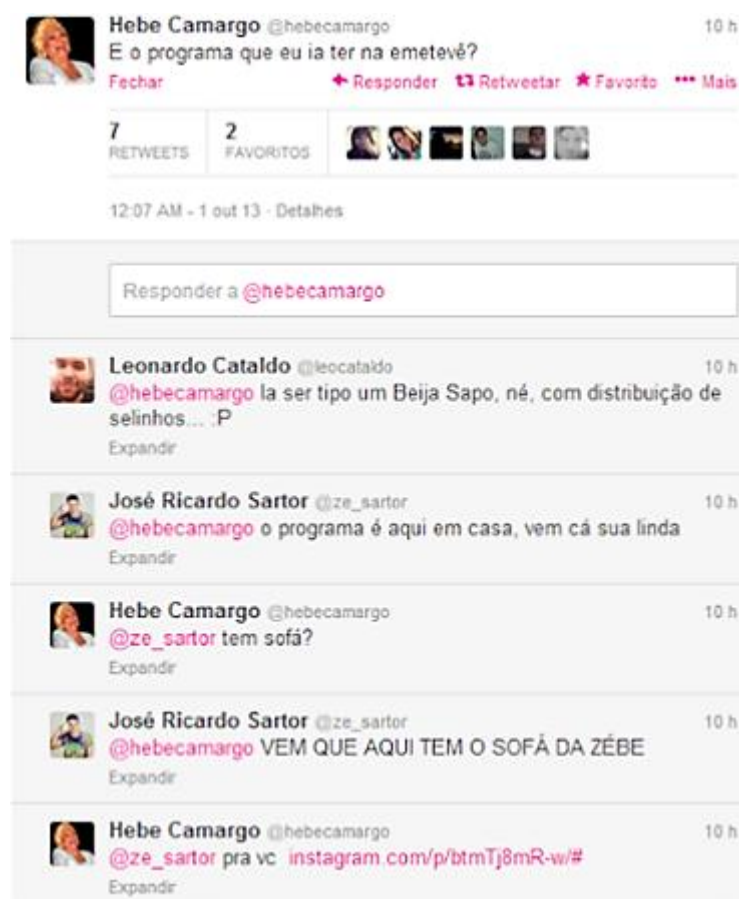 Hebe Camargo @hebecamargo 10 h
E o programa que eu ia ter na emetevê?
Fechar Responder Retweetar Favorito Mais
7 2
RETWEETS FAVORITOS
12:07 AM - 1 out 13 · Detalhes
Responder a @hebecamargo
Leonardo Cataldo @leocataldo 10 h
@hebecamargo Ia ser tipo um Beija Sapo, né, com distribuição de
selinhos... :P
Expandir
José Ricardo Sartor @ze_sartor 10 h
@hebecamargo o programa é aqui em casa, vem cá sua linda
Expandir
Hebe Camargo @hebecamargo 10 h
@ze_sartor tem sofá?
Expandir
José Ricardo Sartor @ze_sartor 10 h
@hebecamargo VEM QUE AQUI TEM O SOFÁ DA ZÉBE
Expandir
Hebe Camargo @hebecamargo 10 h
@ze_sartor pra vc instagram.com/p/btmTj8mR-w/#
Expandir